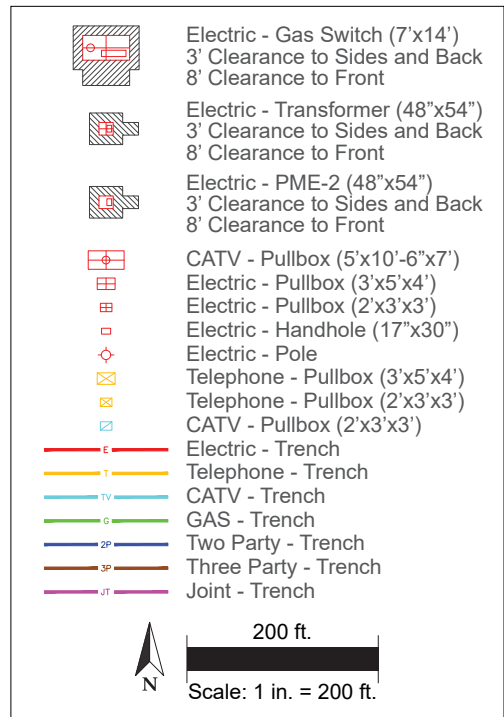 Electric - Gas Switch (7’x14’)
3’ Clearance to Sides and Back
8’ Clearance to Front
Electric - Transformer (48”x54”)
3’ Clearance to Sides and Back
8’ Clearance to Front
Electric - PME-2 (48”x54”)
3’ Clearance to Sides and Back
8’ Clearance to Front
CATV - Pullbox (5’x10’-6”x7’)
Electric - Pullbox (3’x5’x4’)
Electric - Pullbox (2’x3’x3’)
Electric - Handhole (17”x30”)
Electric - Pole
Telephone - Pullbox (3’x5’x4’)
Telephone - Pullbox (2’x3’x3’)
CATV - Pullbox (2’x3’x3’)
E Electric - Trench
T Telephone - Trench
TV CATV - Trench
G GAS - Trench
2P Two Party - Trench
3P Three Party - Trench
JT Joint - Trench
200 ft.
N
Scale: 1 in. = 200 ft.